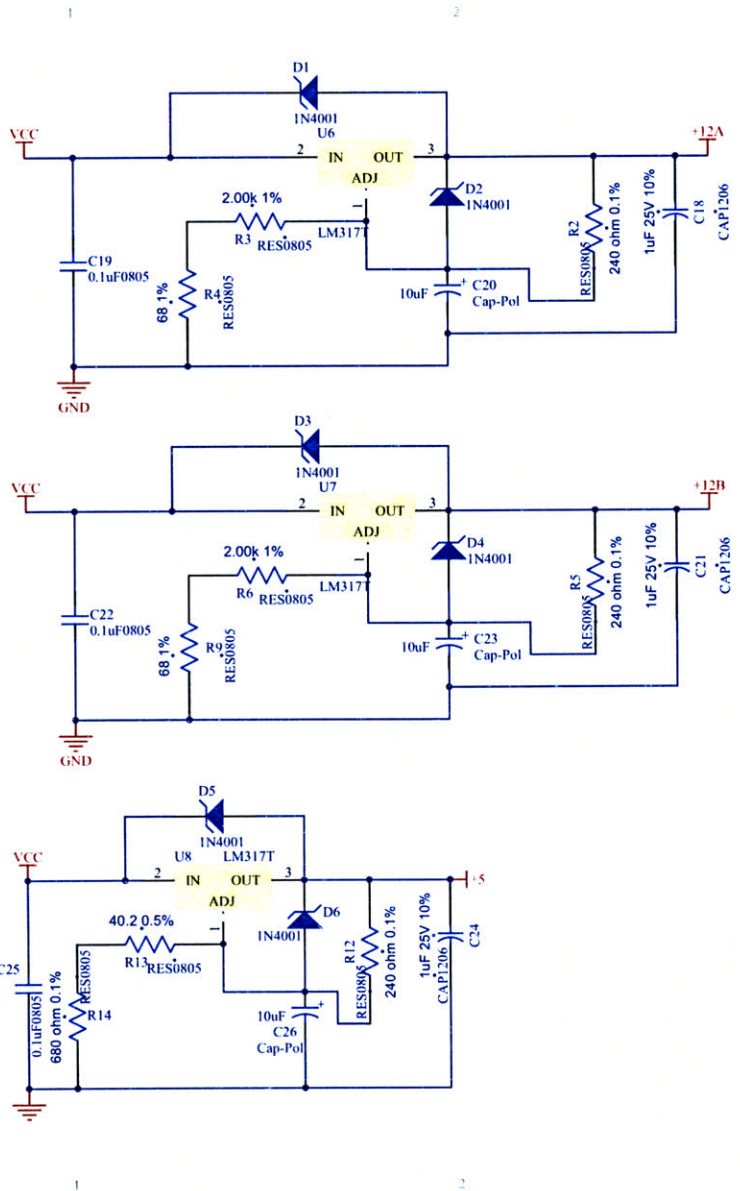 1 2
D1
1N4001
U6
VCC
2 IN OUT 3
ADJ
1
+12A
2.00k 1%
R3 RES0805
LM317T
D2
1N4001
C19
0.1uF0805
68 1%
R4
RES0805
10uF
+ C20
Cap-Pol
R2
RES0805
240 ohm 0.1%
1uF 25V 10%
C18
CAP1206
GND
D3
1N4001
U7
VCC
2 IN OUT 3
ADJ
1
+12B
2.00k 1%
R6 RES0805
LM317T
D4
1N4001
C22
0.1uF0805
68 1%
R9
RES0805
10uF
+ C23
Cap-Pol
R5
RES0805
240 ohm 0.1%
1uF 25V 10%
C21
CAP1206
GND
D5
1N4001
U8 LM317T
VCC
2 IN OUT 3
ADJ
1
+5
40.2 0.5%
R13 RES0805
D6
1N4001
C25
0.1uF0805
680 ohm 0.1%
RES0805
R14
10uF
+
C26
Cap-Pol
R12
RES0805
240 ohm 0.1%
1uF 25V 10%
CAP1206
C24
1 2